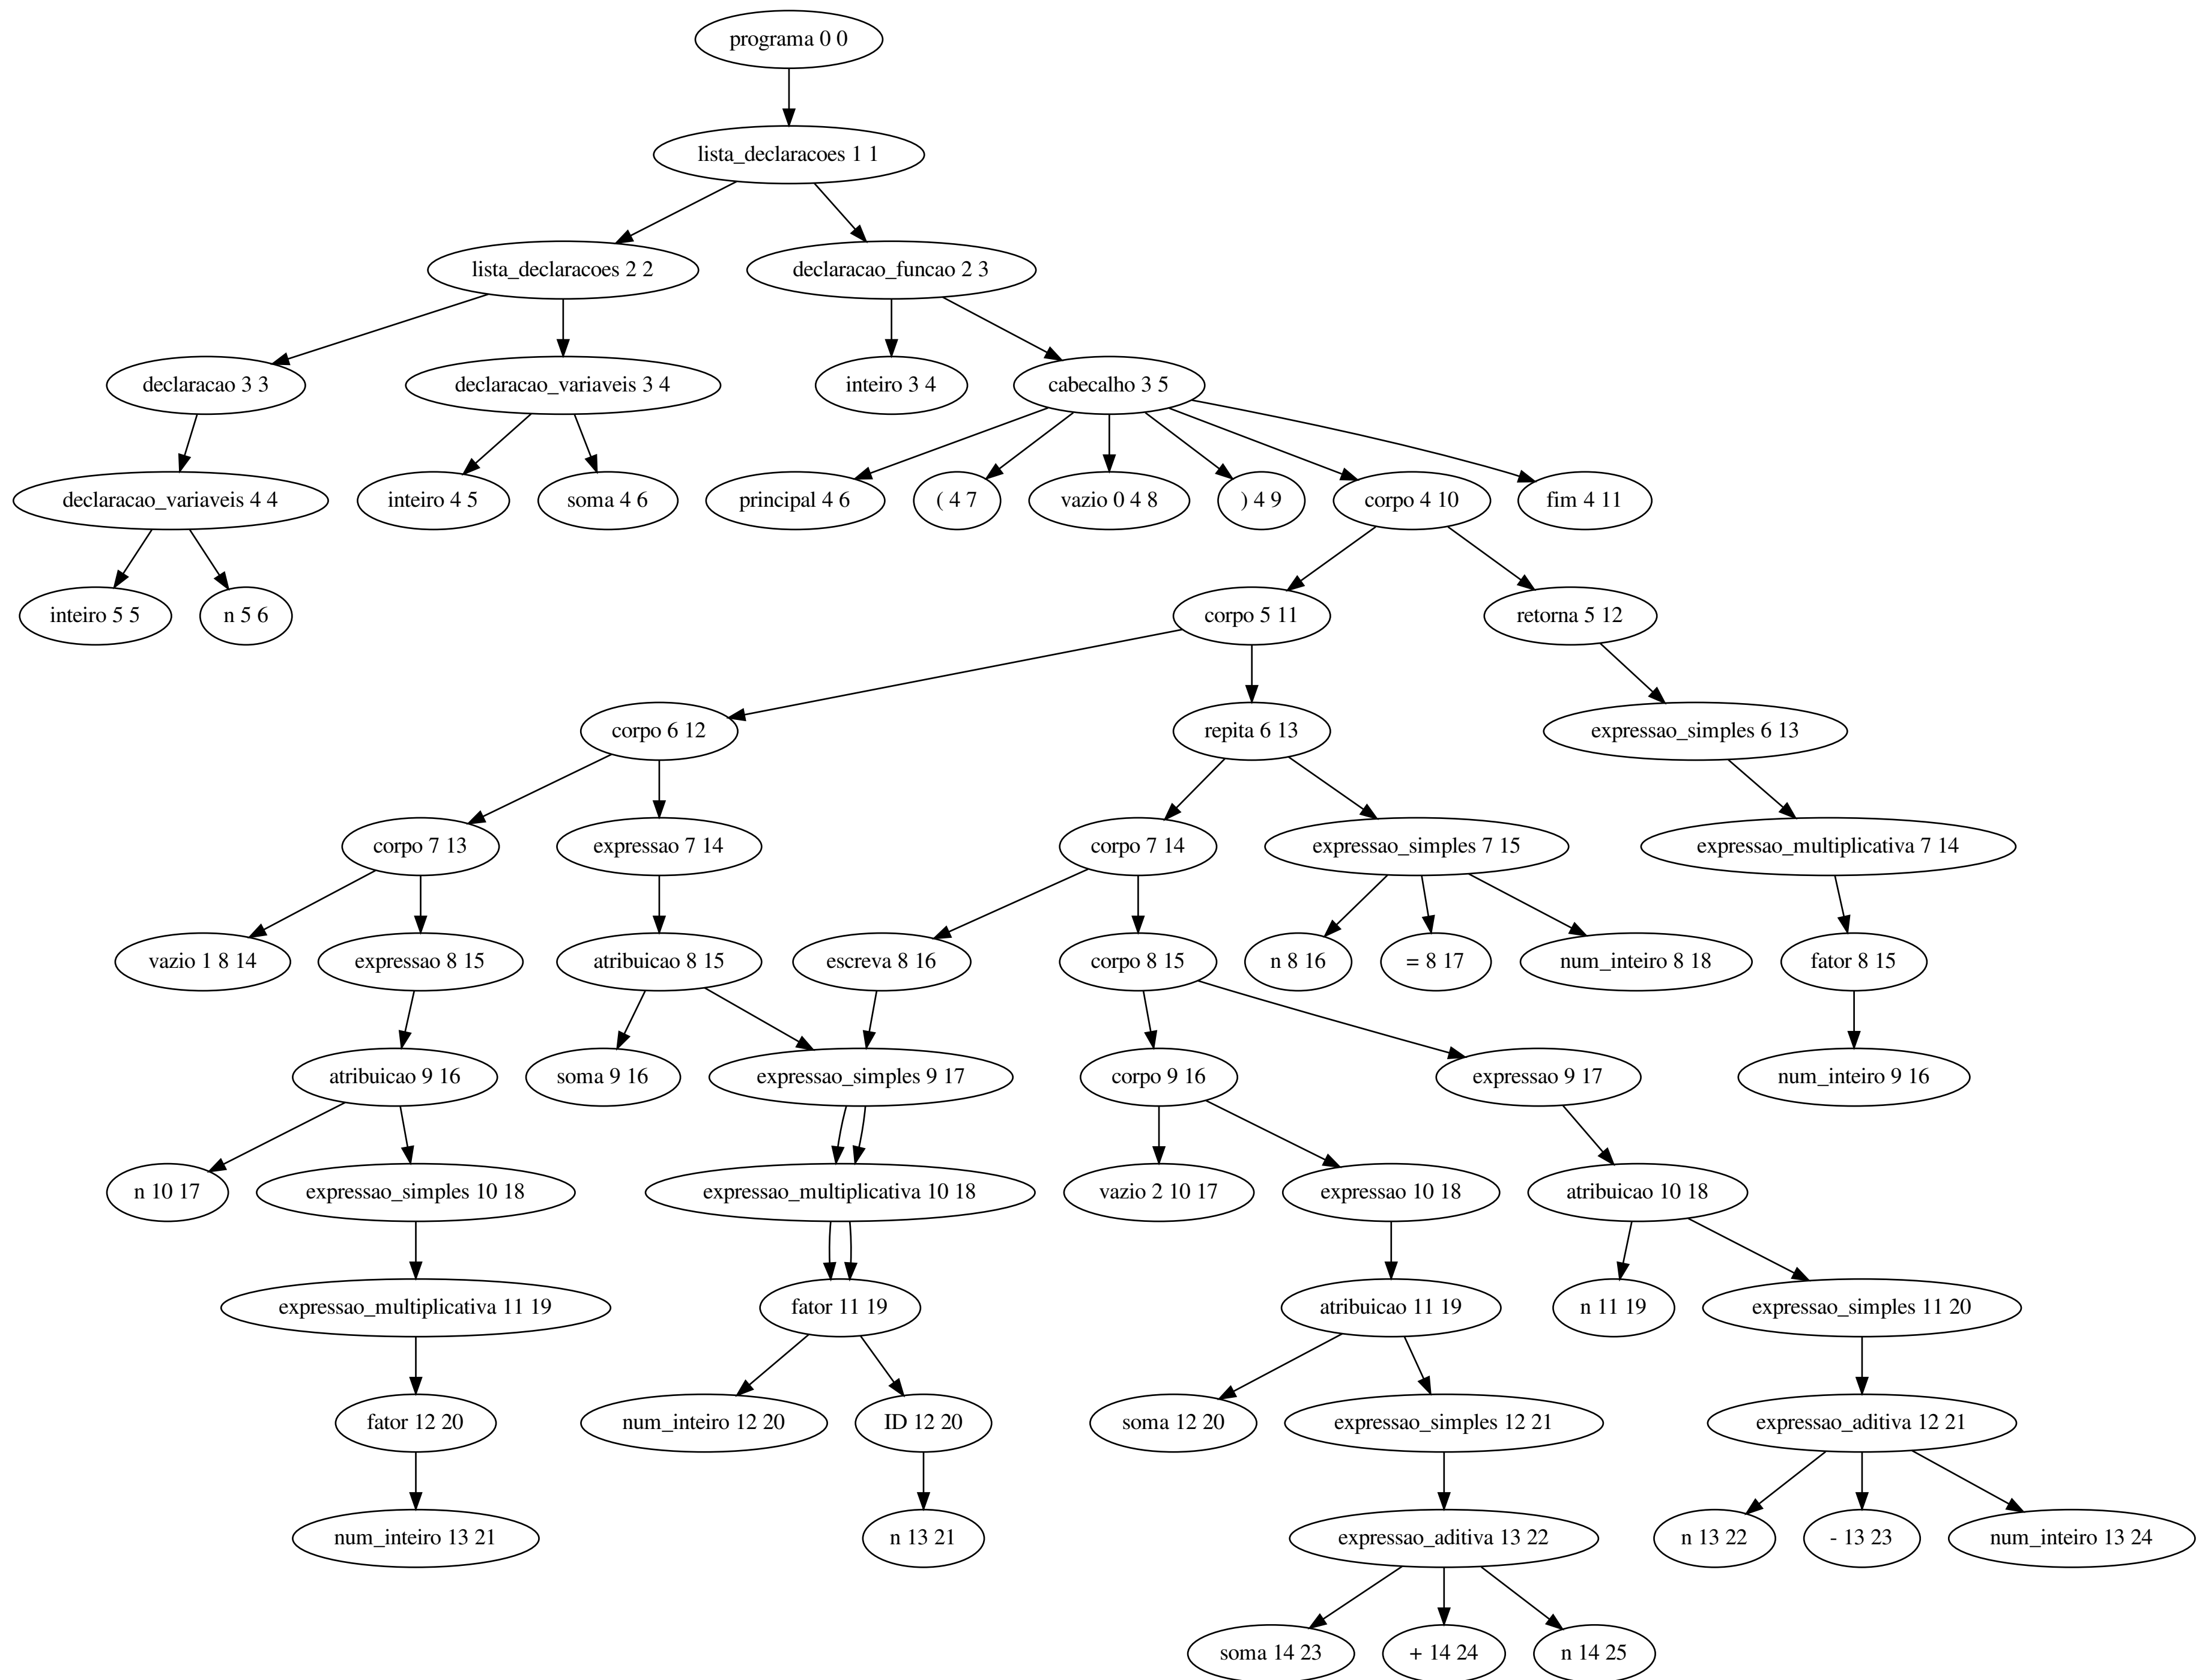 programa 0 0
lista_declaracoes 1 1
lista_declaracoes 2 2
declaracao_funcao 2 3
declaracao 3 3
declaracao_variaveis 3 4
inteiro 3 4
cabecalho 3 5
declaracao_variaveis 4 4
inteiro 4 5
soma 4 6
principal 4 6
( 4 7
vazio 0 4 8
) 4 9
corpo 4 10
fim 4 11
inteiro 5 5
n 5 6
corpo 5 11
retorna 5 12
corpo 6 12
repita 6 13
expressao_simples 6 13
corpo 7 13
expressao 7 14
corpo 7 14
expressao_simples 7 15
expressao_multiplicativa 7 14
vazio 1 8 14
expressao 8 15
atribuicao 8 15
escreva 8 16
corpo 8 15
n 8 16
= 8 17
num_inteiro 8 18
fator 8 15
atribuicao 9 16
soma 9 16
expressao_simples 9 17
corpo 9 16
expressao 9 17
num_inteiro 9 16
n 10 17
expressao_simples 10 18
expressao_multiplicativa 10 18
vazio 2 10 17
expressao 10 18
atribuicao 10 18
expressao_multiplicativa 11 19
fator 11 19
atribuicao 11 19
n 11 19
expressao_simples 11 20
fator 12 20
num_inteiro 12 20
ID 12 20
soma 12 20
expressao_simples 12 21
expressao_aditiva 12 21
num_inteiro 13 21
n 13 21
expressao_aditiva 13 22
n 13 22
- 13 23
num_inteiro 13 24
soma 14 23
+ 14 24
n 14 25